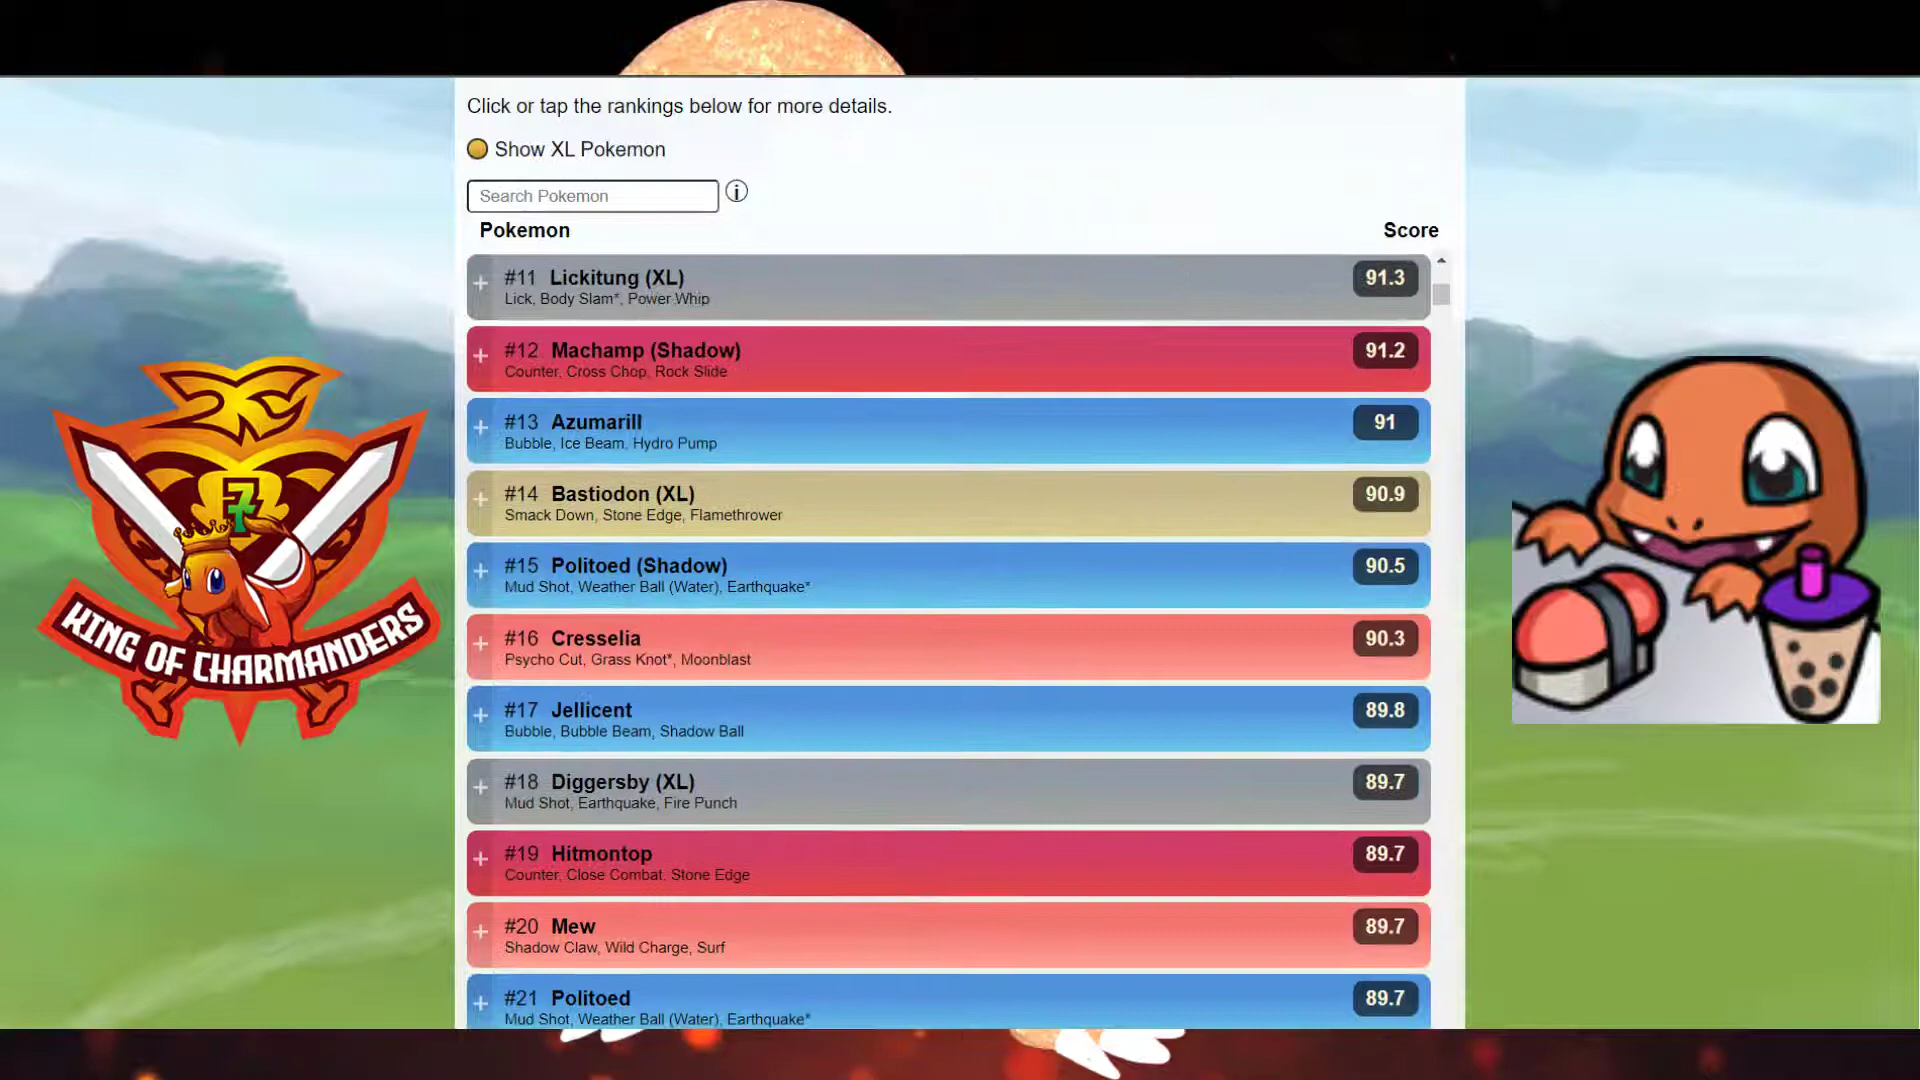 Click or tap the rankings below for more details.
Show XL Pokemon
Search Pokemon
Pokemon Score
#11 Lickitung (XL) 91.3
Lick, Body Slam*, Power Whip
#12 Machamp (Shadow) 91.2
Counter, Cross Chop, Rock Slide
#13 Azumarill 91
Bubble, Ice Beam, Hydro Pump
#14 Bastiodon (XL) 90.9
Smack Down, Stone Edge, Flamethrower
#15 Politoed (Shadow) 90.5
Mud Shot, Weather Ball (Water), Earthquake*
#16 Cresselia 90.3
Psycho Cut, Grass Knot*, Moonblast
#17 Jellicent 89.8
Bubble, Bubble Beam, Shadow Ball
#18 Diggersby (XL) 89.7
Mud Shot, Earthquake, Fire Punch
#19 Hitmontop 89.7
Counter, Close Combat, Stone Edge
#20 Mew 89.7
Shadow Claw, Wild Charge, Surf
#21 Politoed 89.7
Mud Shot, Weather Ball (Water), Earthquake*
KING OF CHARMANDERS